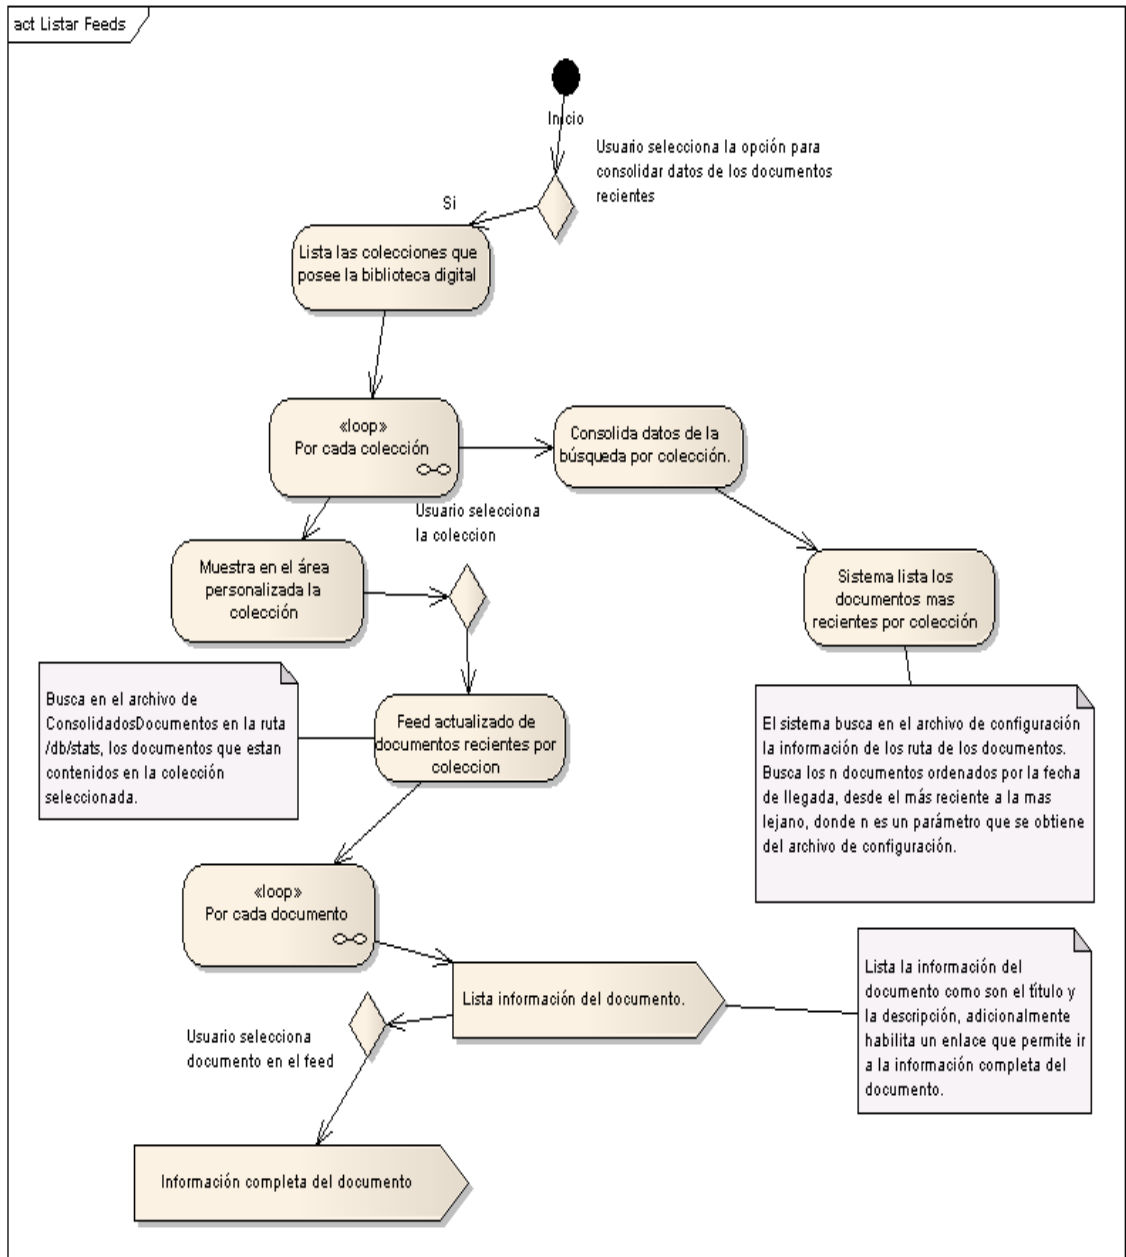 act Listar Feeds
Inicio
Usuario selecciona la opción para
consolidar datos de los documentos
recientes
Si
Lista las colecciones que
posee la biblioteca digital
«loop»
Por cada colección
Consolida datos de la
búsqueda por colección.
Usuario selecciona
la coleccion
Muestra en el área
personalizada la
colección
Sistema lista los
documentos mas
recientes por colección
Busca en el archivo de
ConsolidadosDocumentos en la ruta
/db/stats, los documentos que estan
contenidos en la colección
seleccionada.
Feed actualizado de
documentos recientes por
coleccion
El sistema busca en el archivo de configuración
la información de los ruta de los documentos.
Busca los n documentos ordenados por la fecha
de llegada, desde el más reciente a la mas
lejano, donde n es un parámetro que se obtiene
del archivo de configuración.
«loop»
Por cada documento
Lista información del documento.
Lista la información del
documento como son el título y
la descripción, adicionalmente
habilita un enlace que permite ir
a la información completa del
documento.
Usuario selecciona
documento en el feed
Información completa del documento